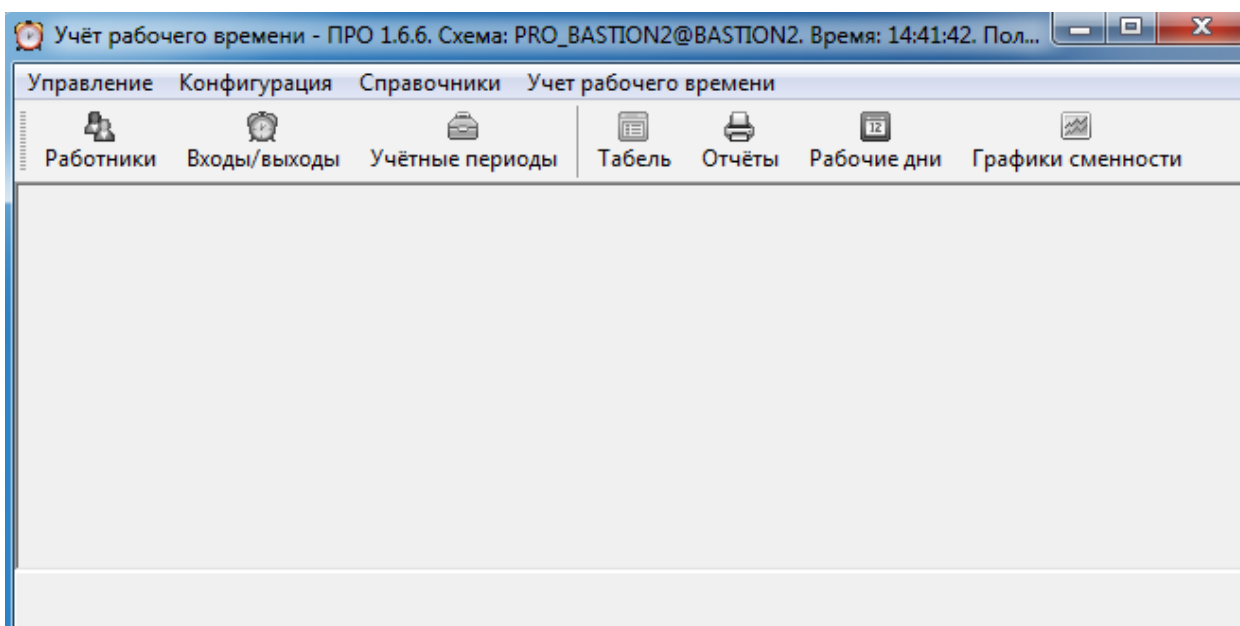 Учёт рабочего времени - ПРО 1.6.6. Схема: PRO_BASTION2@BASTION2. Время: 14:41:42. Пол...
Управление Конфигурация Справочники Учет рабочего времени
12
Работники Входы/выходы Учётные периоды Табель Отчёты Рабочие дни Графики сменности